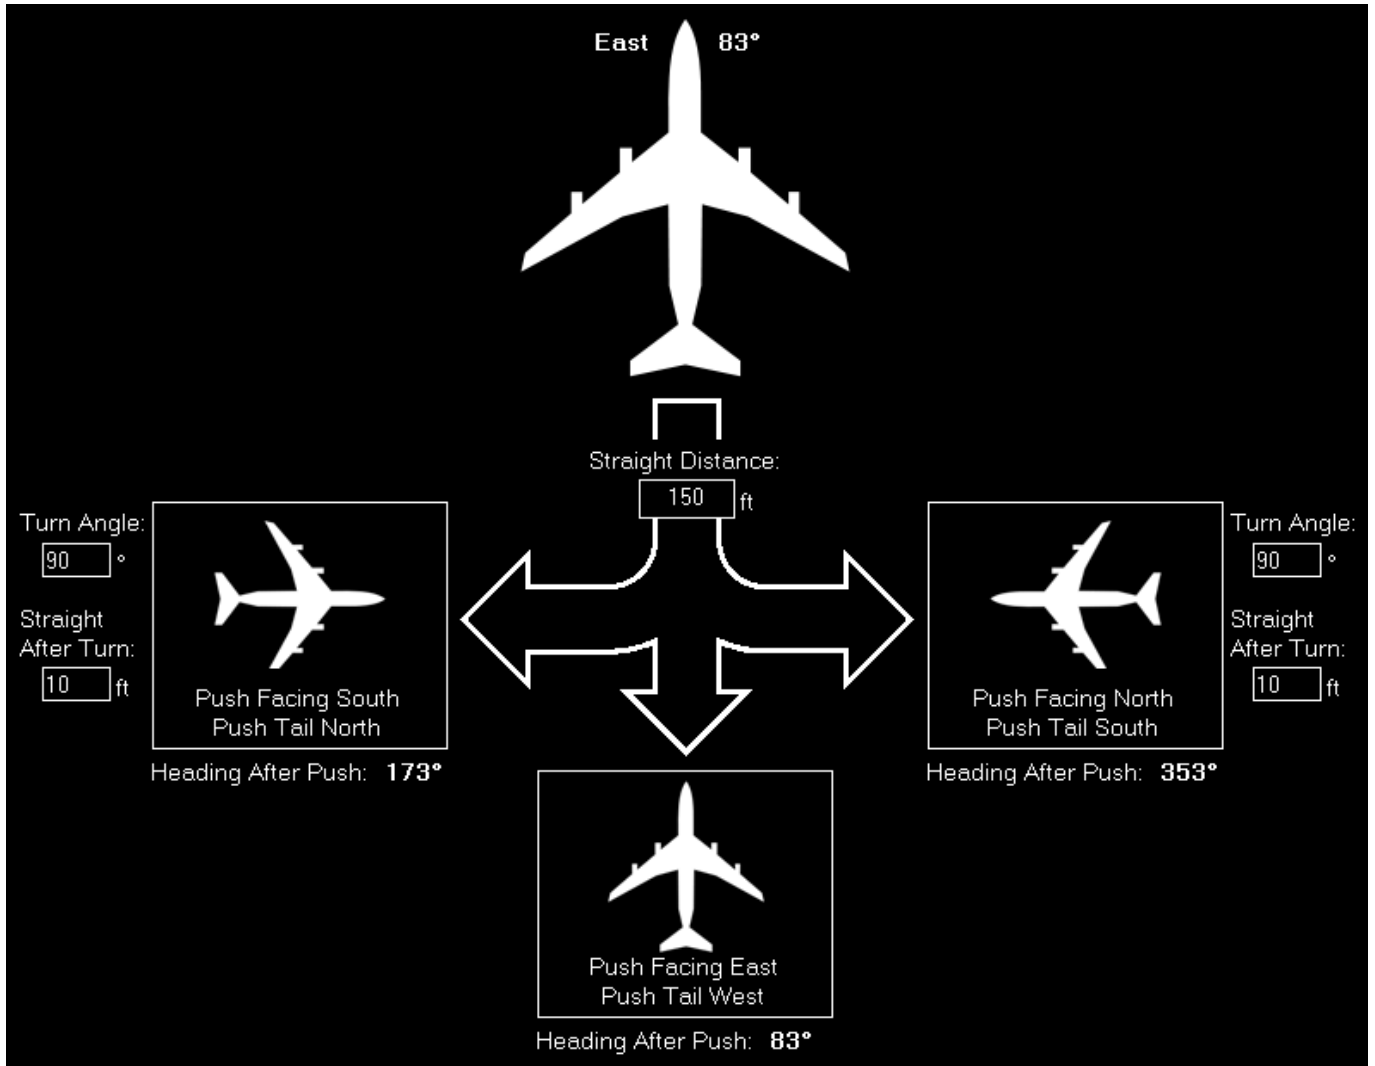 East 83°
Straight Distance:
150 ft
Turn Angle:
90 °
Straight
After Turn:
10 ft
Push Facing South
Push Tail North
Heading After Push: 173°
Turn Angle:
90 °
Straight
After Turn:
10 ft
Push Facing North
Push Tail South
Heading After Push: 353°
Push Facing East
Push Tail West
Heading After Push: 83°